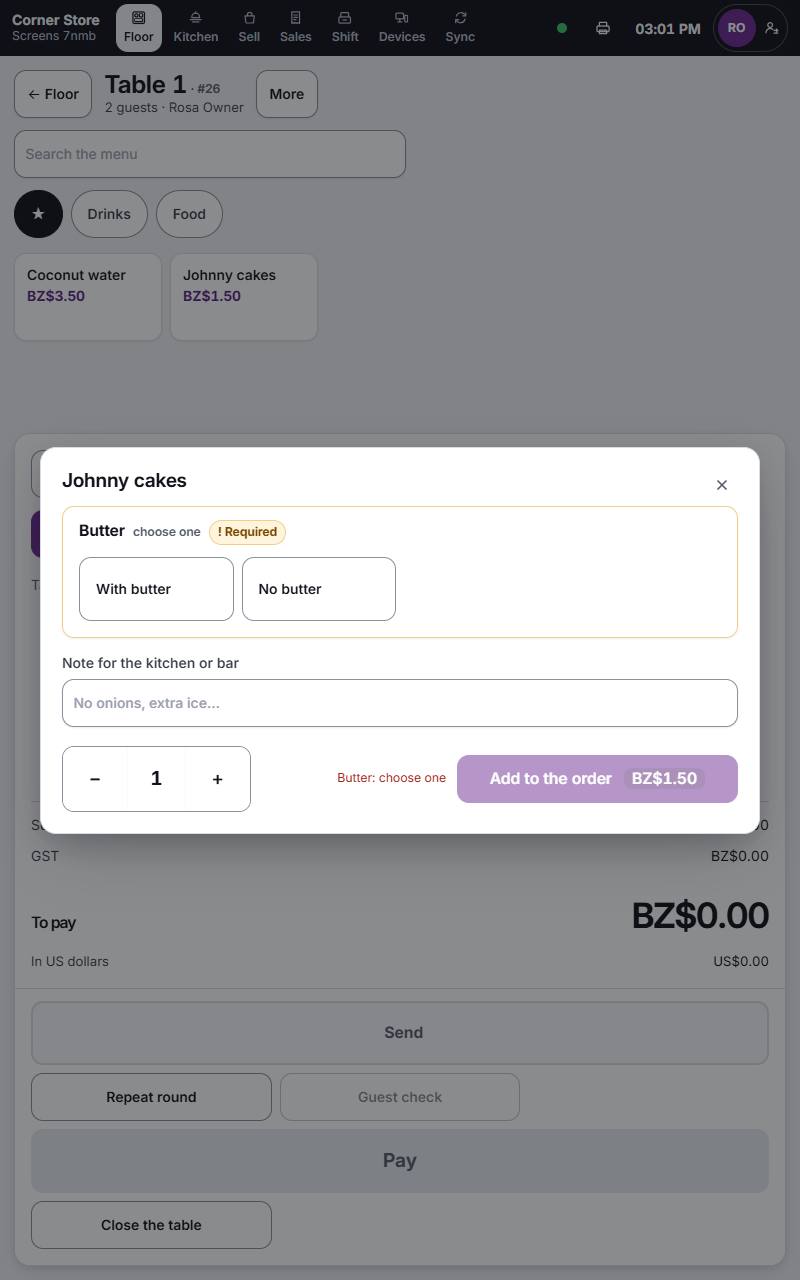 Corner Store
Screens 7nmb
Floor
Kitchen
Sell
Sales
Shift
Devices
Sync
03:01 PM
RO
← Floor
Table 1 · #26
2 guests · Rosa Owner
More
Search the menu
★
Drinks
Food
Coconut water
BZ$3.50
Johnny cakes
BZ$1.50
Johnny cakes
×
Butter choose one ! Required
With butter
No butter
Note for the kitchen or bar
No onions, extra ice...
− 1 +
Butter: choose one
Add to the order BZ$1.50
GST BZ$0.00
To pay BZ$0.00
In US dollars US$0.00
Send
Repeat round
Guest check
Pay
Close the table